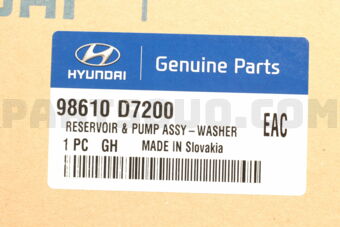 HYUNDAI
Genuine Parts
98610 D7200
RESERVOIR & PUMP ASSY-WASHER
EAC
1 PC GH MADE IN Slovakia